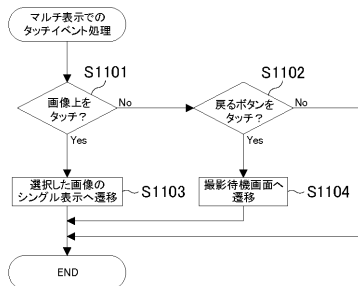 マルチ表示での
タッチイベント処理
S1101
画像上を
タッチ?
No
Yes
S1102
戻るボタンを
タッチ?
No
Yes
選択した画像の
シングル表示へ遷移
S1103
撮影待機画面へ
遷移
S1104
END